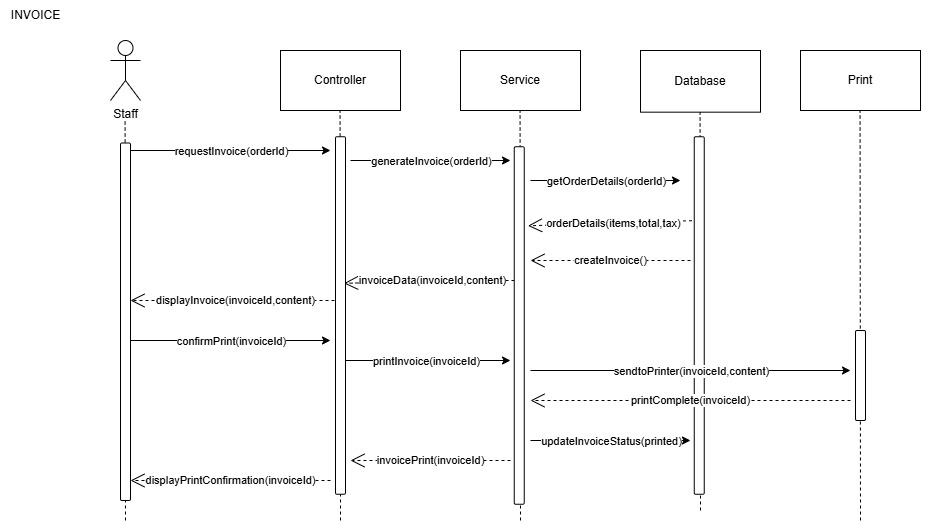 INVOICE
Staff
Controller
Service
Database
Print
requestInvoice(orderId)
generateInvoice(orderId)
getOrderDetails(orderId)
orderDetails(items,total,tax)
createInvoice()
invoiceData(invoiceId,content)
displayInvoice(invoiceId,content)
confirmPrint(invoiceId)
printInvoice(invoiceId)
sendtoPrinter(invoiceId,content)
printComplete(invoiceId)
updateInvoiceStatus(printed)
invoicePrint(invoiceId)
displayPrintConfirmation(invoiceId)